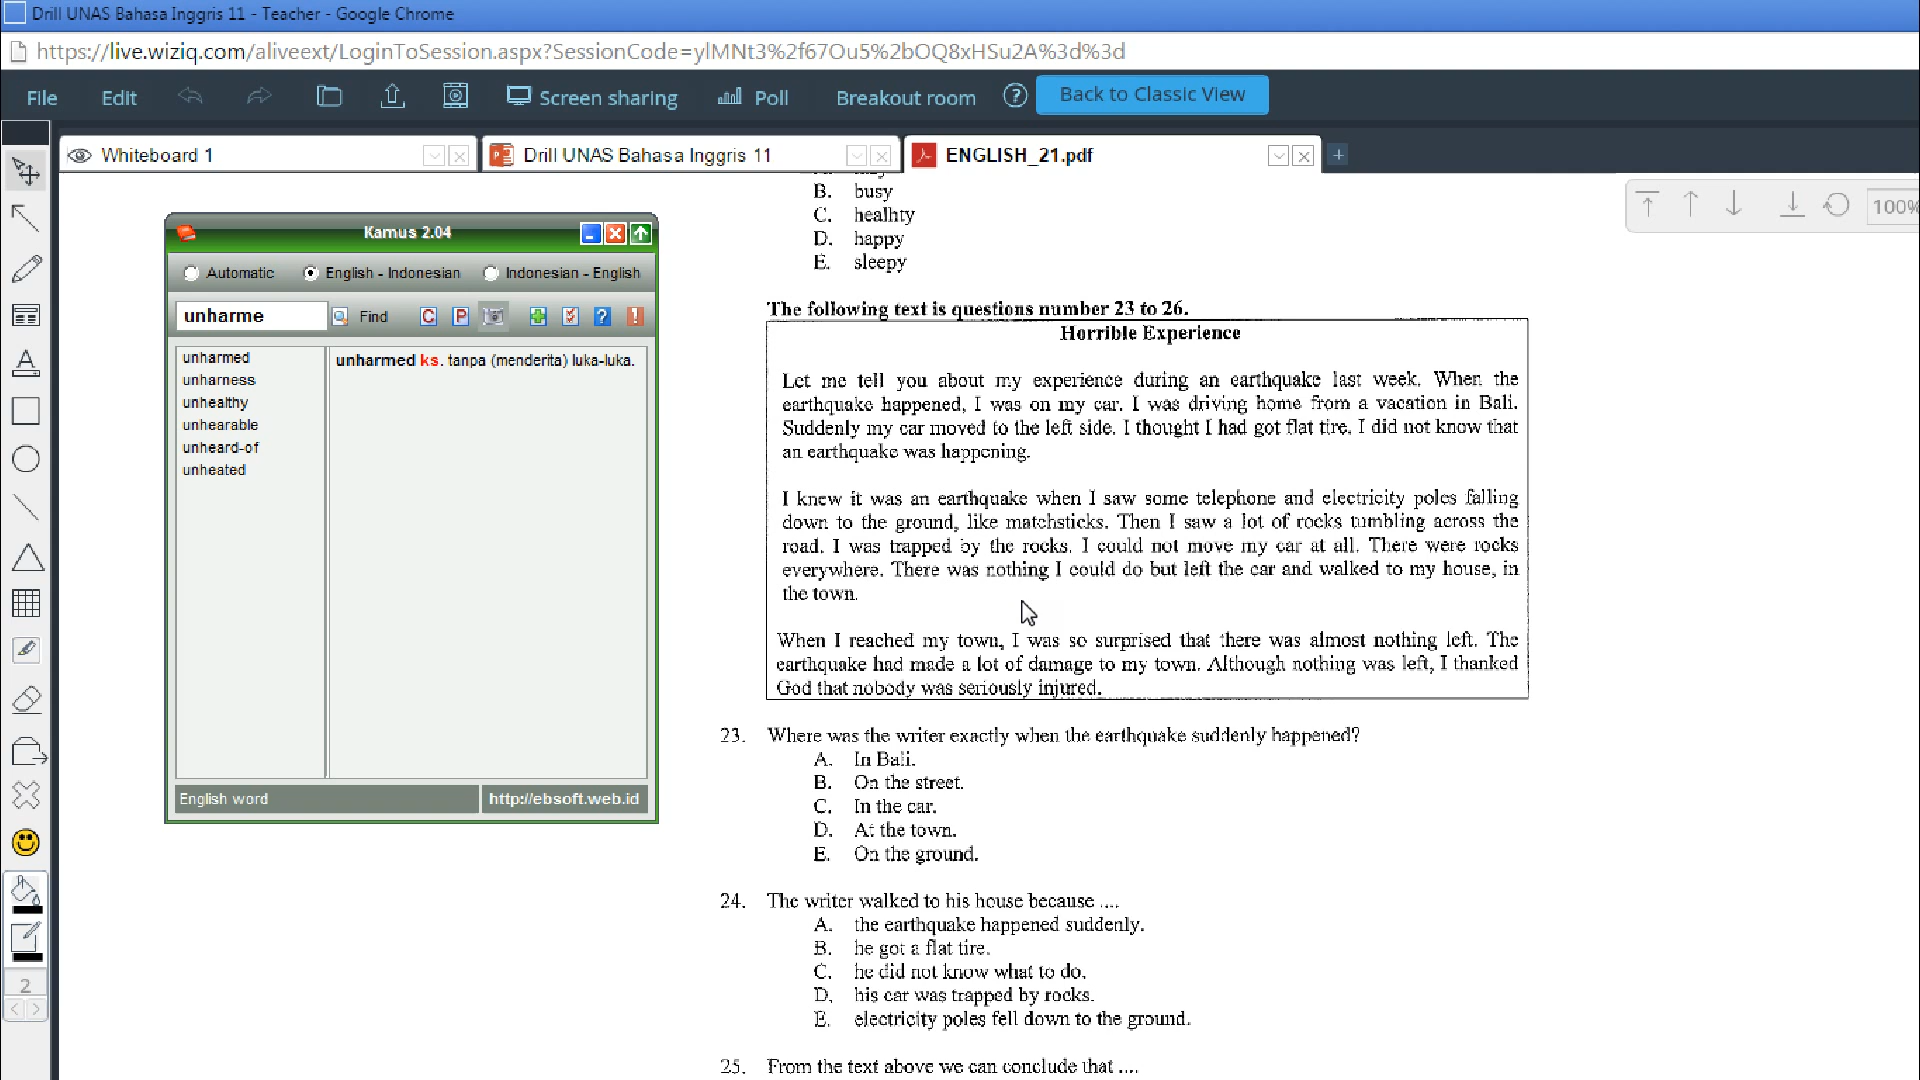 Drill UNAS Bahasa Inggris 11 - Teacher - Google Chrome
https://live.wiziq.com/aliveext/LoginToSession.aspx?SessionCode=ylMNt3%2f67Ou5%2bOQ8xHSu2A%3d%3d
File Edit Screen sharing Poll Breakout room ? Back to Classic View
Whiteboard 1 Drill UNAS Bahasa Inggris 11 ENGLISH_21.pdf +
100%
Kamus 2.04
Automatic English - Indonesian Indonesian - English
unharme Find C P ? !
unharmed
unharness
unhealthy
unhearable
unheard-of
unheated
unharmed ks. tanpa (menderita) luka-luka.
English word http://ebsoft.web.id
2
B. busy
C. healhty
D. happy
E. sleepy
The following text is questions number 23 to 26.
Horrible Experience
Let me tell you about my experience during an earthquake last week. When the
earthquake happened, I was on my car. I was driving home from a vacation in Bali.
Suddenly my car moved to the left side. I thought I had got flat tire. I did not know that
an earthquake was happening.
I knew it was an earthquake when I saw some telephone and electricity poles falling
down to the ground, like matchsticks. Then I saw a lot of rocks tumbling across the
road. I was trapped by the rocks. I could not move my car at all. There were rocks
everywhere. There was nothing I could do but left the car and walked to my house, in
the town.
When I reached my town, I was so surprised that there was almost nothing left. The
earthquake had made a lot of damage to my town. Although nothing was left, I thanked
God that nobody was seriously injured.
23. Where was the writer exactly when the earthquake suddenly happened?
A. In Bali.
B. On the street.
C. In the car.
D. At the town.
E. On the ground.
24. The writer walked to his house because ....
A. the earthquake happened suddenly.
B. he got a flat tire.
C. he did not know what to do.
D. his car was trapped by rocks.
E. electricity poles fell down to the ground.
25. From the text above we can conclude that ....